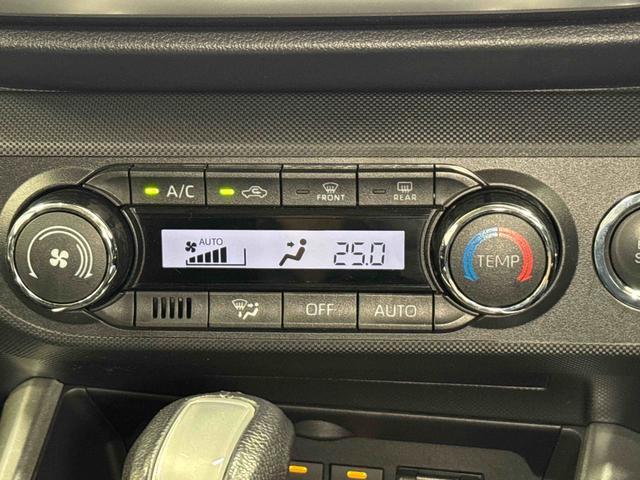 A/C
FRONT
REAR
AUTO
25.0
TEMP
OFF
AUTO
S